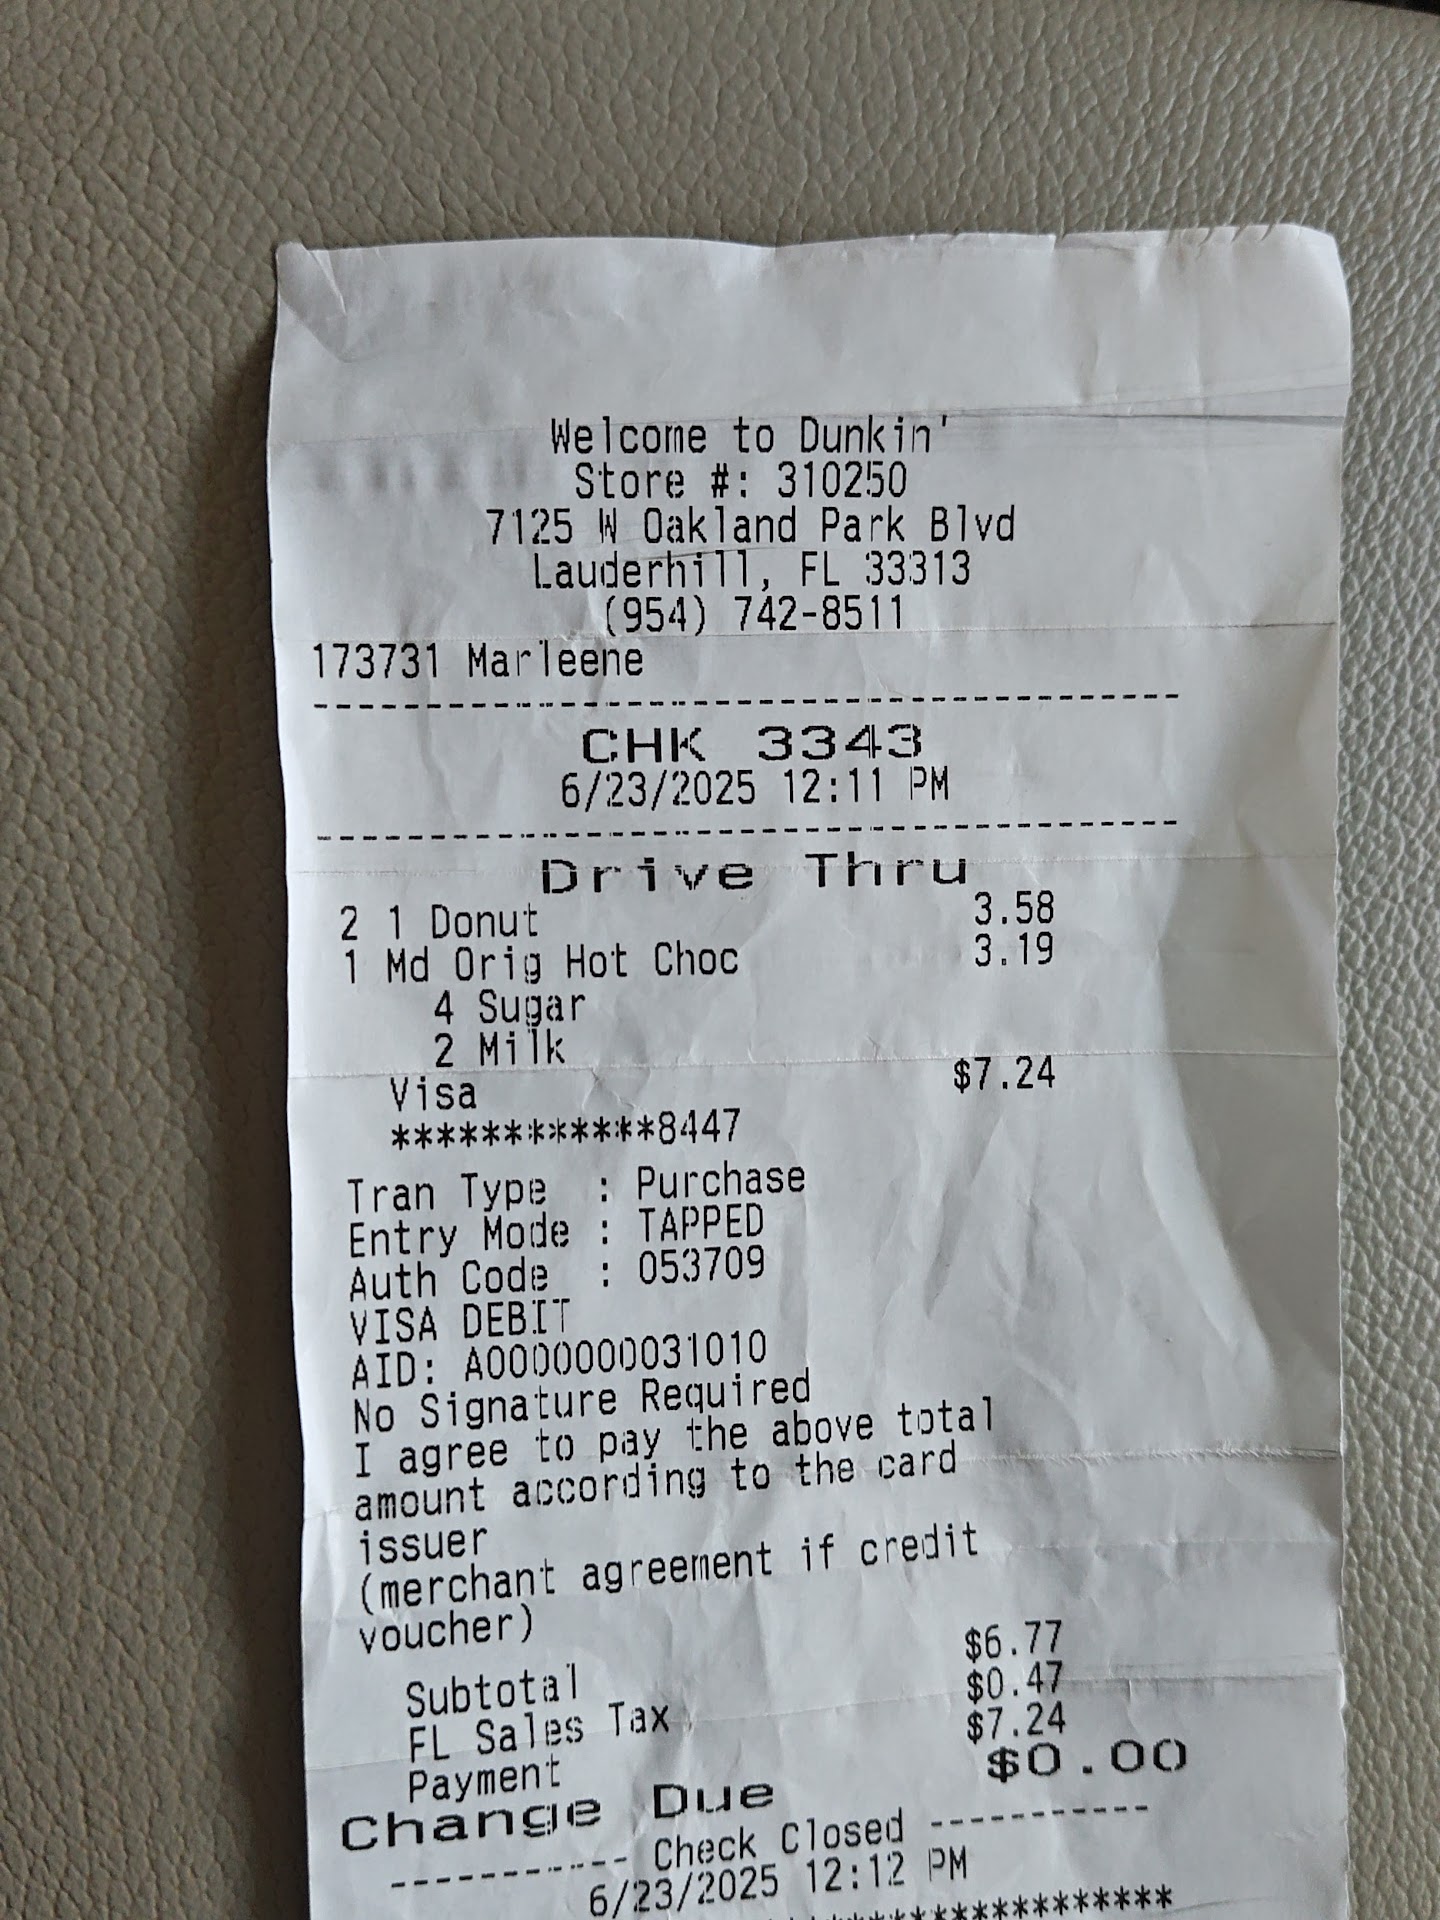 Welcome to Dunkin'
Store #: 310250
7125 W Oakland Park Blvd
Lauderhill, FL 33313
(954) 742-8511
173731 Marleene
CHK 3343
6/23/2025 12:11 PM
Drive Thru
2 1 Donut 3.58
1 Md Orig Hot Choc 3.19
4 Sugar
2 Milk
Visa $7.24
************8447
Tran Type : Purchase
Entry Mode : TAPPED
Auth Code : 053709
VISA DEBIT
AID: A0000000031010
No Signature Required
I agree to pay the above total
amount according to the card
issuer
(merchant agreement if credit
voucher)
Subtotal $6.77
FL Sales Tax $0.47
Payment $7.24
Change Due $0.00
----------- Check Closed ----------
6/23/2025 12:12 PM